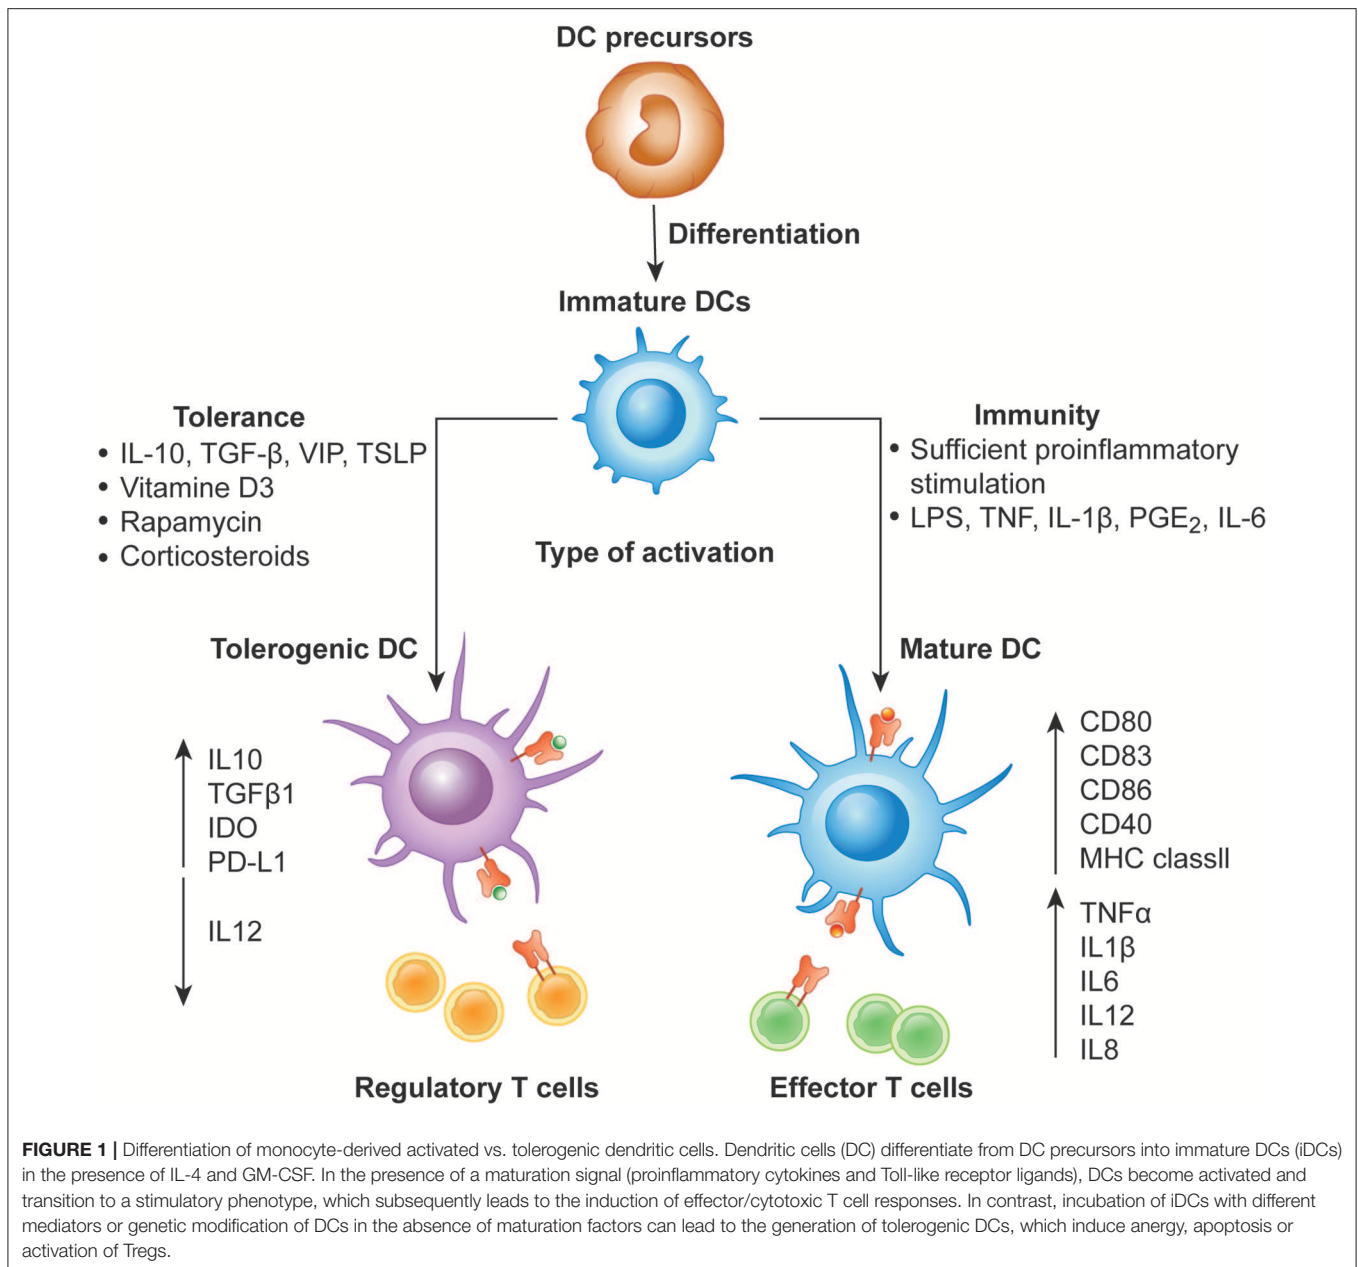 DC precursors
Differentiation
Immature DCs
Tolerance
• IL-10, TGF-β, VIP, TSLP
• Vitamine D3
• Rapamycin
• Corticosteroids
Immunity
• Sufficient proinflammatory
stimulation
• LPS, TNF, IL-1β, PGE₂, IL-6
Type of activation
Tolerogenic DC
Mature DC
IL10
TGFβ1
IDO
PD-L1
IL12
CD80
CD83
CD86
CD40
MHC classII
TNFα
IL1β
IL6
IL12
IL8
Regulatory T cells
Effector T cells
FIGURE 1 | Differentiation of monocyte-derived activated vs. tolerogenic dendritic cells. Dendritic cells (DC) differentiate from DC precursors into immature DCs (iDCs)
in the presence of IL-4 and GM-CSF. In the presence of a maturation signal (proinflammatory cytokines and Toll-like receptor ligands), DCs become activated and
transition to a stimulatory phenotype, which subsequently leads to the induction of effector/cytotoxic T cell responses. In contrast, incubation of iDCs with different
mediators or genetic modification of DCs in the absence of maturation factors can lead to the generation of tolerogenic DCs, which induce anergy, apoptosis or
activation of Tregs.